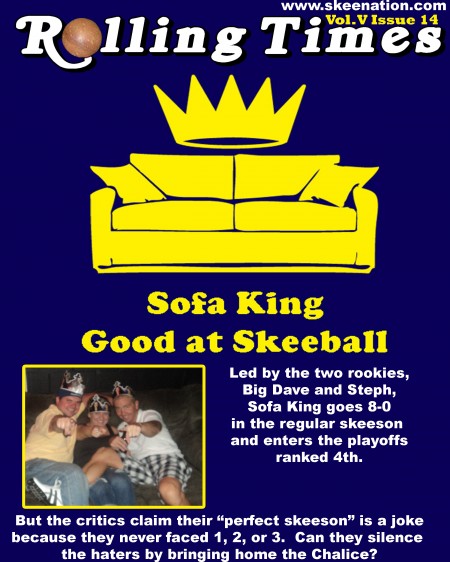 www.skeenation.com
Vol.V Issue 14
Rolling Times
Sofa King
Good at Skeeball
Led by the two rookies,
Big Dave and Steph,
Sofa King goes 8-0
in the regular skeeson
and enters the playoffs
ranked 4th.
But the critics claim their “perfect skeeson” is a joke
because they never faced 1, 2, or 3.  Can they silence
the haters by bringing home the Chalice?